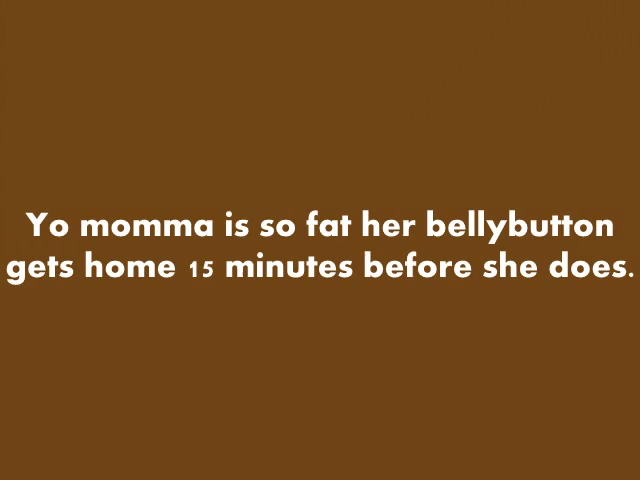 Yo momma is so fat her bellybutton
gets home 15 minutes before she does.